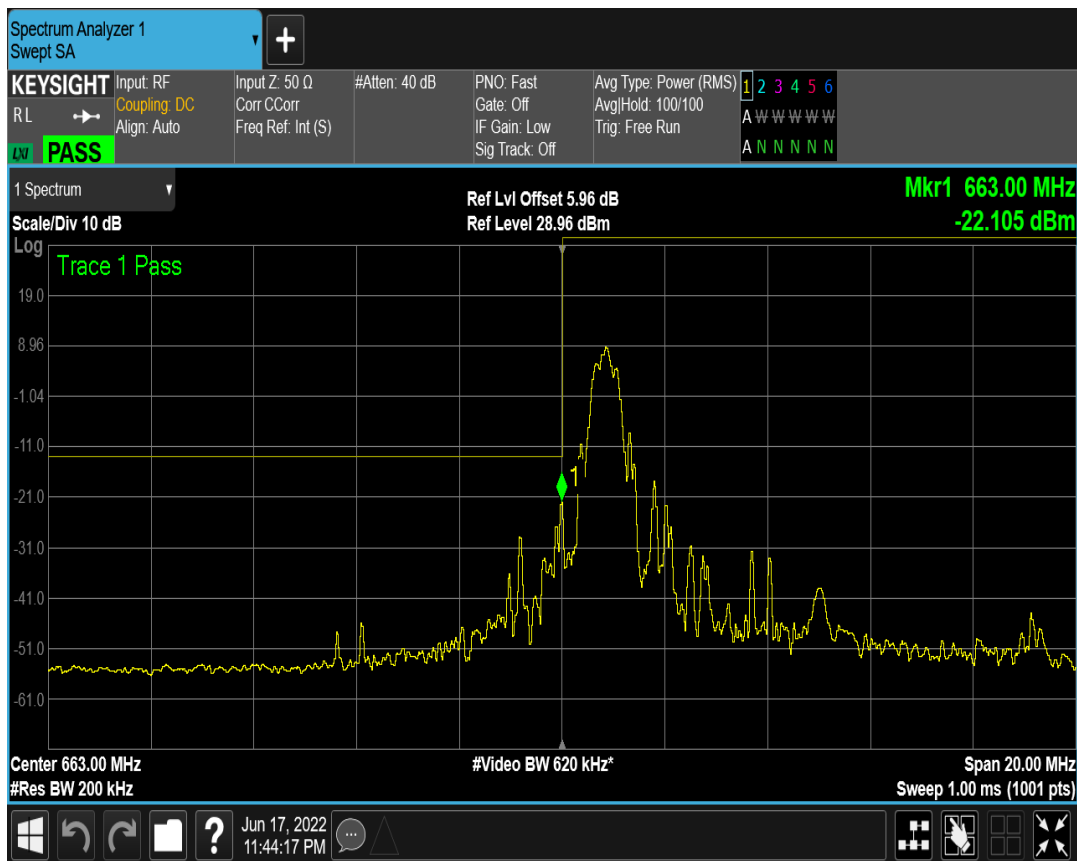 Spectrum Analyzer 1
Swept SA
+
KEYSIGHT
RL
LXI PASS
Input: RF
Coupling: DC
Align: Auto
Input Z: 50 Ω
Corr CCorr
Freq Ref: Int (S)
#Atten: 40 dB
PNO: Fast
Gate: Off
IF Gain: Low
Sig Track: Off
Avg Type: Power (RMS)
Avg|Hold: 100/100
Trig: Free Run
1 2 3 4 5 6
A W W W W W
A N N N N N
1 Spectrum
Scale/Div 10 dB
Ref Lvl Offset 5.96 dB
Ref Level 28.96 dBm
Mkr1 663.00 MHz
-22.105 dBm
Log
Trace 1 Pass
19.0
8.96
-1.04
-11.0
-21.0
-31.0
-41.0
-51.0
-61.0
1
Center 663.00 MHz
#Res BW 200 kHz
#Video BW 620 kHz*
Span 20.00 MHz
Sweep 1.00 ms (1001 pts)
?
Jun 17, 2022
11:44:17 PM